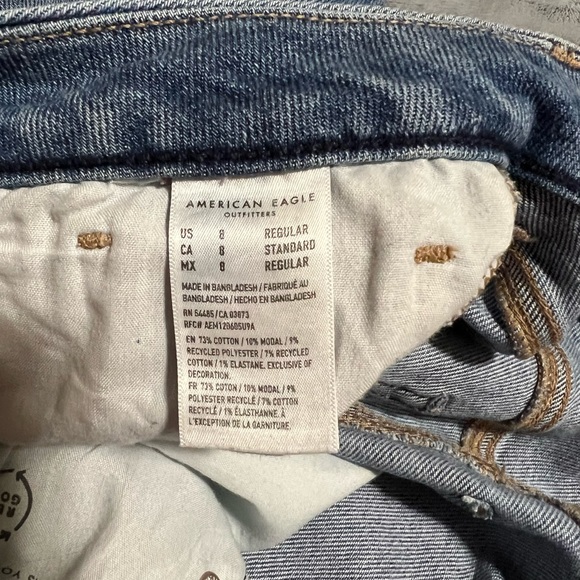 AMERICAN EAGLE
OUTFITTERS
US 8 REGULAR
CA 8 STANDARD
MX 8 REGULAR
MADE IN BANGLADESH / FABRIQUÉ AU
BANGLADESH / HECHO EN BANGLADESH
RN 54485 / CA 03073
RFC# AEM120605U9A
EN 73% COTTON / 10% MODAL / 9%
RECYCLED POLYESTER / 7% RECYCLED
COTTON / 1% ELASTANE. EXCLUSIVE OF
DECORATION.
FR 73% COTON / 10% MODAL / 9%
POLYESTER RECYCLÉ / 7% COTON
RECYCLÉ / 1% ÉLASTHANNE. À
L'EXCEPTION DE LA GARNITURE.